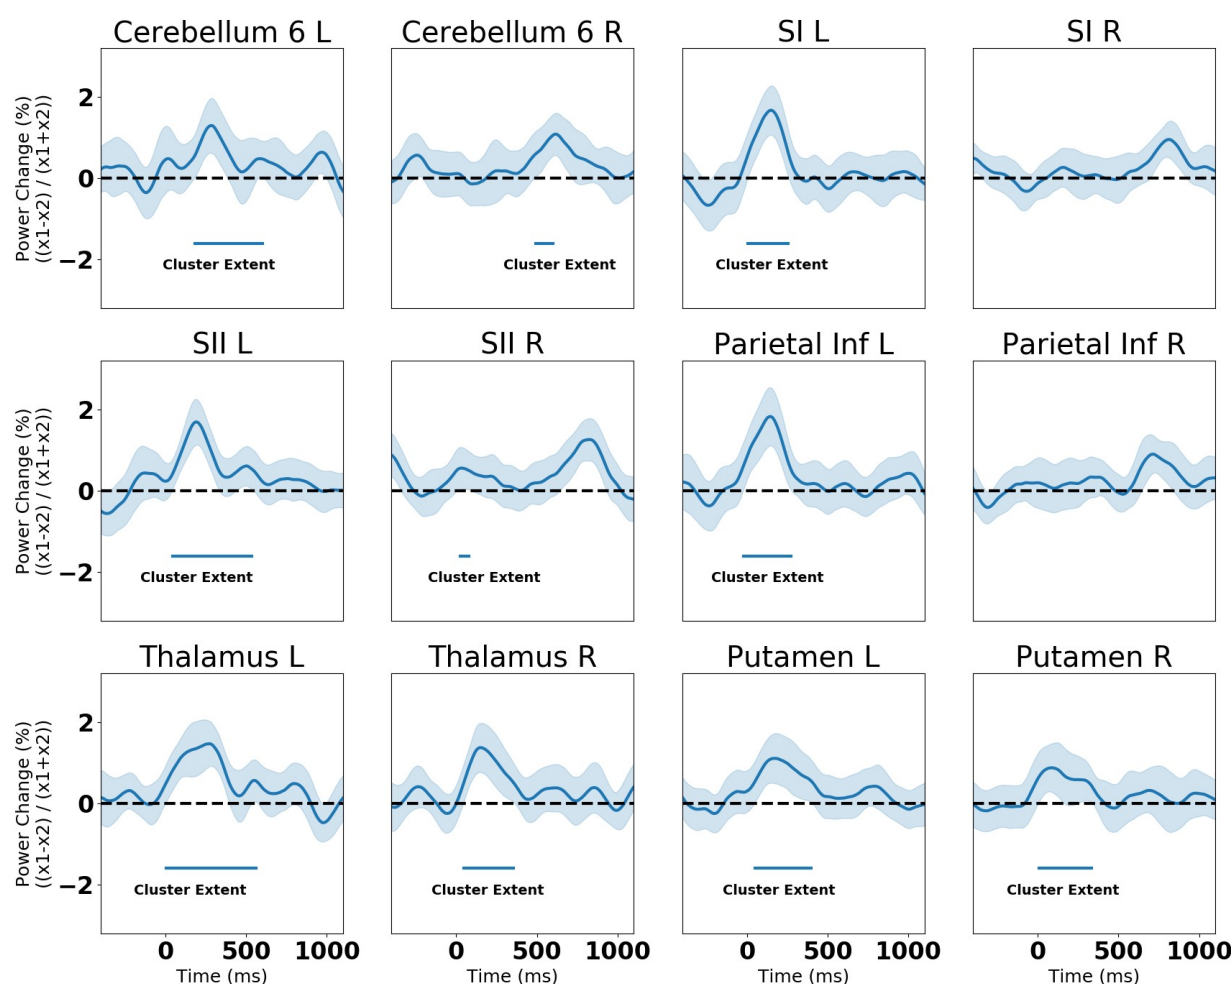 Cerebellum 6 L Cerebellum 6 R SI L SI R
Power Change (%)
((x1-x2) / (x1+x2))
2
0
−2
Cluster Extent Cluster Extent Cluster Extent
SII L SII R Parietal Inf L Parietal Inf R
Power Change (%)
((x1-x2) / (x1+x2))
2
0
−2
Cluster Extent Cluster Extent Cluster Extent
Thalamus L Thalamus R Putamen L Putamen R
Power Change (%)
((x1-x2) / (x1+x2))
2
0
−2
Cluster Extent Cluster Extent Cluster Extent Cluster Extent
0 500 1000 0 500 1000 0 500 1000 0 500 1000
Time (ms) Time (ms) Time (ms) Time (ms)